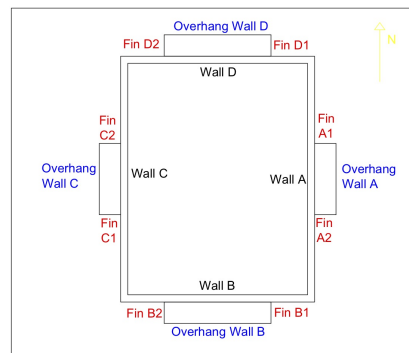 Overhang Wall D
Fin D2
Fin D1
N
Wall D
Fin
C2
Fin
A1
Overhang
Wall C
Wall C
Wall A
Overhang
Wall A
Fin
C1
Fin
A2
Wall B
Fin B2
Fin B1
Overhang Wall B